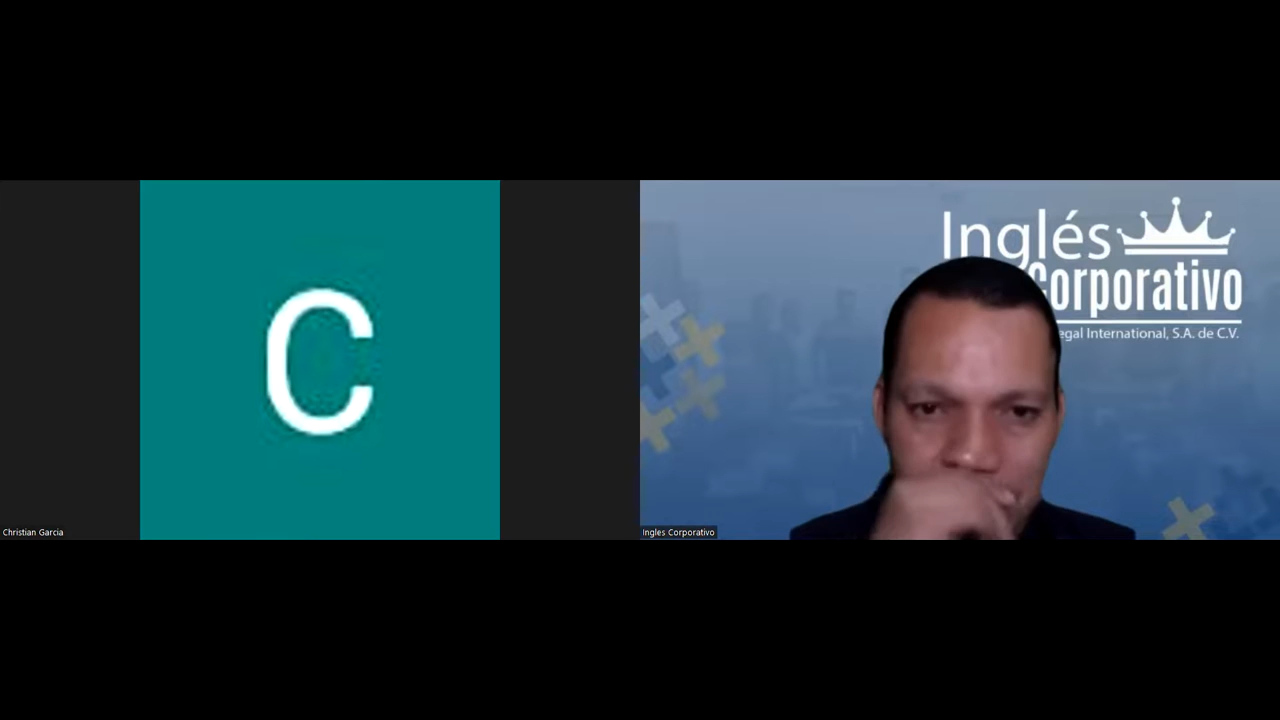 C
Christian Garcia
Inglés
Corporativo
egal International, S.A. de C.V.
Ingles Corporativo